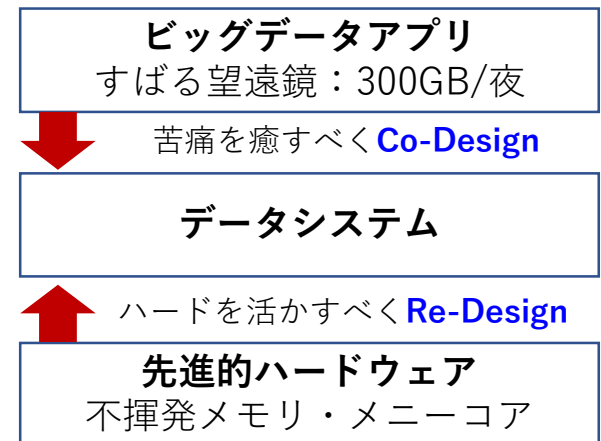 ビッグデータアプリ
すばる望遠鏡：300GB/夜
苦痛を癒すべくCo-Design
データシステム
ハードを活かすべくRe-Design
先進的ハードウェア
不揮発メモリ・メニーコア